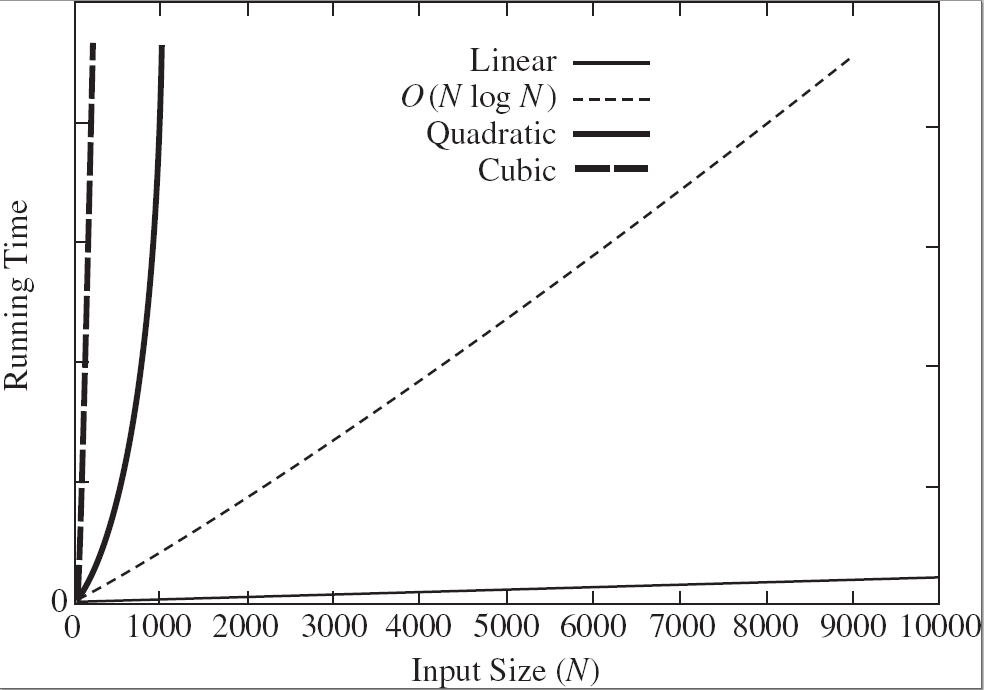 Linear
O(N log N)
Quadratic
Cubic
Running Time
0
0 1000 2000 3000 4000 5000 6000 7000 8000 9000 10000
Input Size (N)